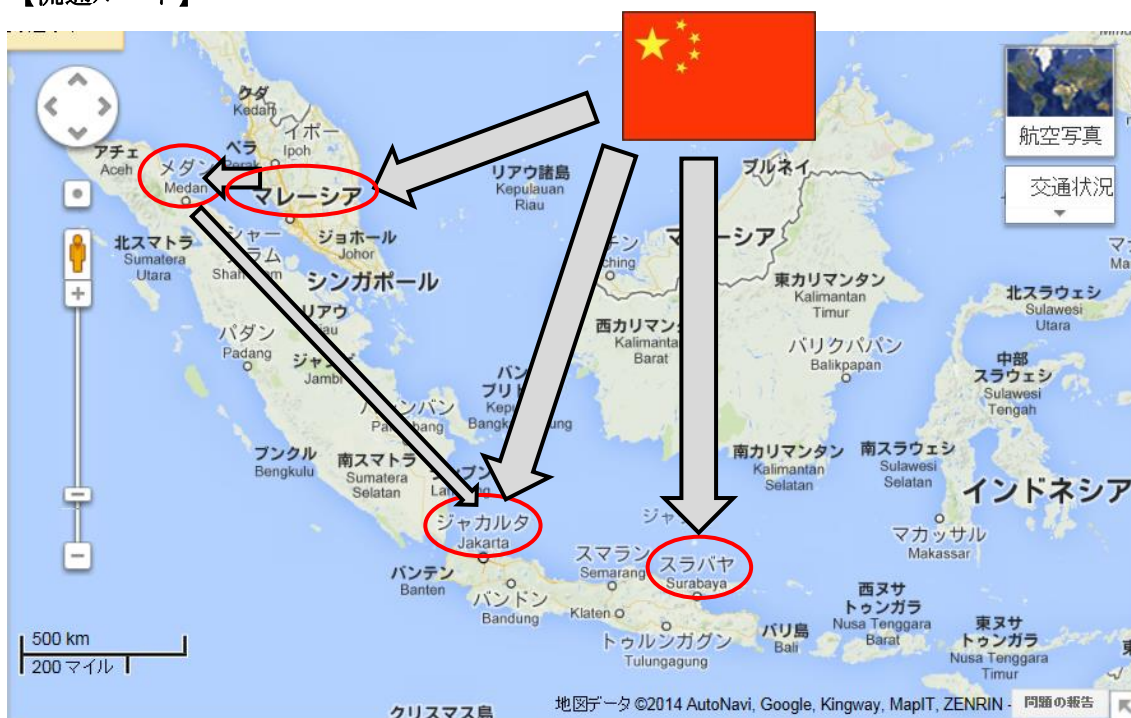 【流通ルート】
航空写真
交通状況
ケダ
Kedah
イポー
Ipoh
ペラ
Perak
アチェ
Aceh
メダン
Medan
マレーシア
リアウ諸島
Kepulauan
Riau
ブルネイ
北スマトラ
Sumatera
Utara
ジョホール
Johor
シンガポール
東カリマンタン
Kalimantan
Timur
北スラウェシ
Sulawesi
Utara
パダン
Padang
Jambi
西カリマン
Kalimanta
Barat
バリクパパン
Balikpapan
中部
スラウェシ
Sulawesi
Tengah
ブンクル
Bengkulu
南スマトラ
Sumatera
Selatan
南カリマンタン
Kalimantan
Selatan
南スラウェシ
Sulawesi
Selatan
インドネシア
ジャカルタ
Jakarta
マカッサル
Makassar
スマラン
Semarang
スラバヤ
Surabaya
バンテン
Banten
バンドン
Bandung
Klaten
トゥルンガグン
Tulungagung
バリ島
Bali
西ヌサ
トゥンガラ
Nusa Tenggara
Barat
東ヌサ
トゥンガラ
Nusa Tenggara
Timur
500 km
200 マイル
クリスマス島
地図データ ©2014 AutoNavi, Google, Kingway, MapIT, ZENRIN -
問題の報告